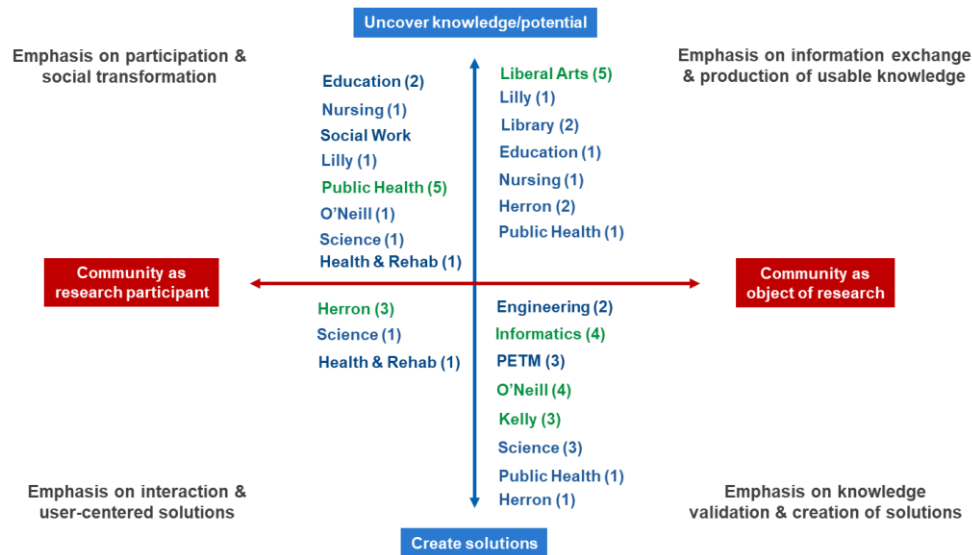 Uncover knowledge/potential
Emphasis on participation &
social transformation
Emphasis on information exchange
& production of usable knowledge
Education (2)
Nursing (1)
Social Work
Lilly (1)
Public Health (5)
O'Neill (1)
Science (1)
Health & Rehab (1)
Liberal Arts (5)
Lilly (1)
Library (2)
Education (1)
Nursing (1)
Herron (2)
Public Health (1)
Community as
research participant
Community as
object of research
Herron (3)
Science (1)
Health & Rehab (1)
Engineering (2)
Informatics (4)
PETM (3)
O'Neill (4)
Kelly (3)
Science (3)
Public Health (1)
Herron (1)
Emphasis on interaction &
user-centered solutions
Emphasis on knowledge
validation & creation of solutions
Create solutions